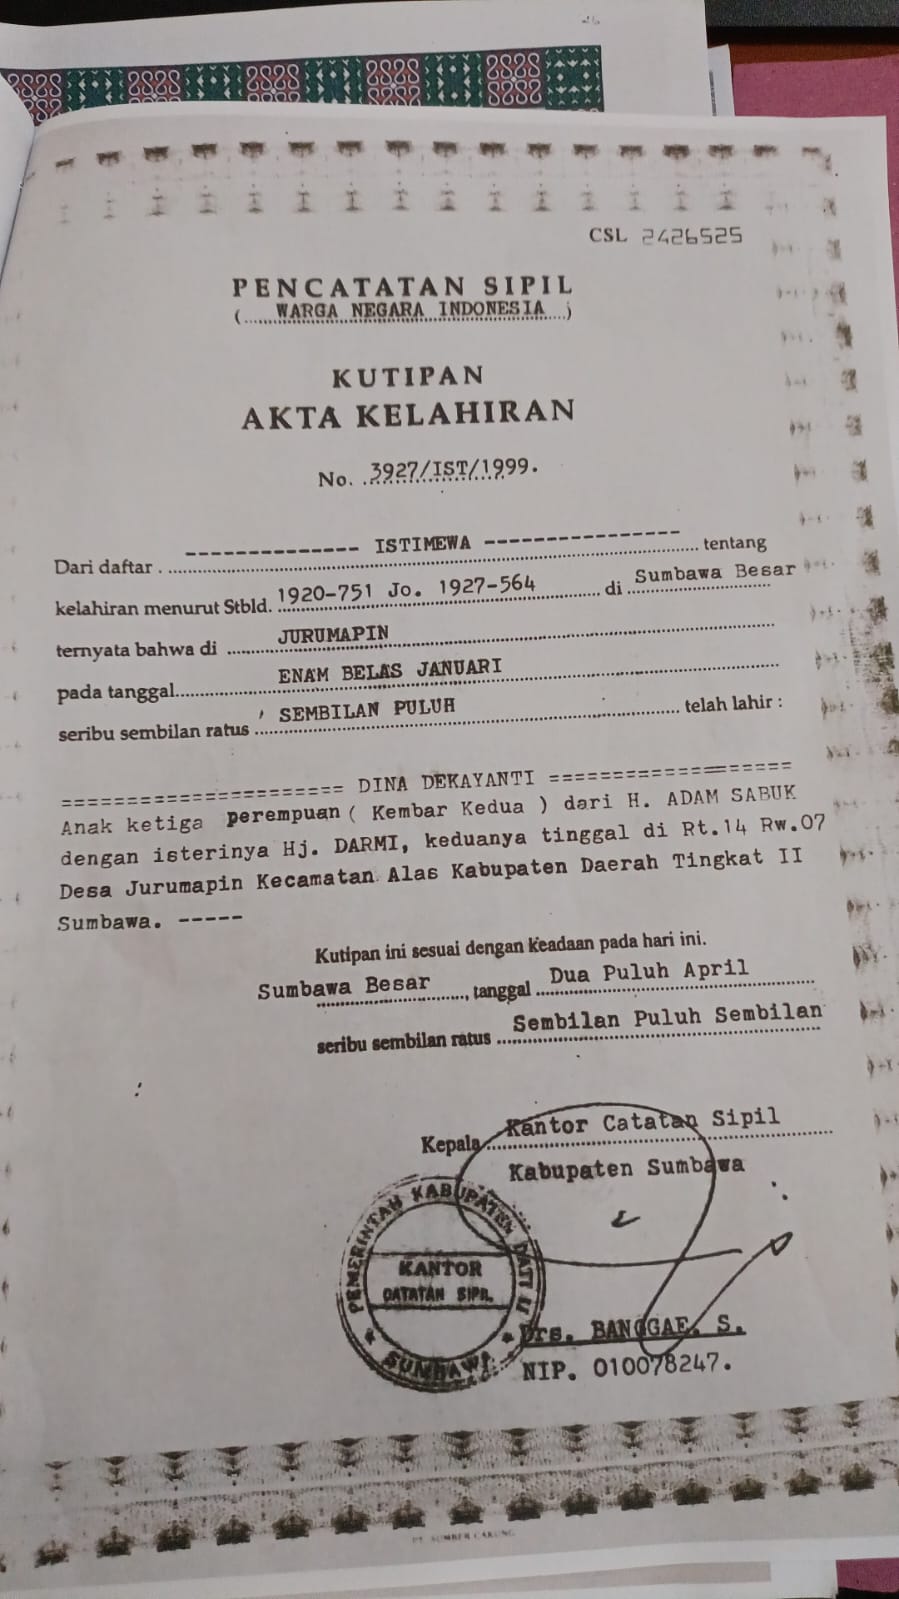 CSL 2426525
PENCATATAN SIPIL
(.....WARGA NEGARA INDONESIA.....)
KUTIPAN
AKTA KELAHIRAN
No. 3927/IST/1999.
Dari daftar . -------------- ISTIMEWA ---------------- tentang
kelahiran menurut Stbld. 1920-751 Jo. 1927-564 di Sumbawa Besar
ternyata bahwa di JURUMAPIN
pada tanggal ENAM BELAS JANUARI
seribu sembilan ratus ' SEMBILAN PULUH telah lahir :
====================== DINA DEKAYANTI ===================
Anak ketiga perempuan ( Kembar Kedua ) dari H. ADAM SABUK
dengan isterinya Hj. DARMI, keduanya tinggal di Rt.14 Rw.07
Desa Jurumapin Kecamatan Alas Kabupaten Daerah Tingkat II
Sumbawa. -----
Kutipan ini sesuai dengan keadaan pada hari ini.
Sumbawa Besar, tanggal Dua Puluh April
seribu sembilan ratus Sembilan Puluh Sembilan
Kepala Kantor Catatan Sipil
Kabupaten Sumbawa
PEMERINTAH KABUPATEN DATI II
KANTOR
CATATAN SIPIL
SUMBAWA
Drs. BANGGAE. S.
NIP. 010078247.